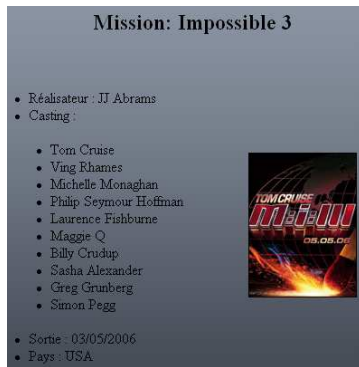 Mission: Impossible 3
Réalisateur : JJ Abrams
Casting :
Tom Cruise
Ving Rhames
Michelle Monaghan
Philip Seymour Hoffman
Laurence Fishburne
Maggie Q
Billy Crudup
Sasha Alexander
Greg Grunberg
Simon Pegg
TOM CRUISE
M:i:III
05.05.06
Sortie : 03/05/2006
Pays : USA